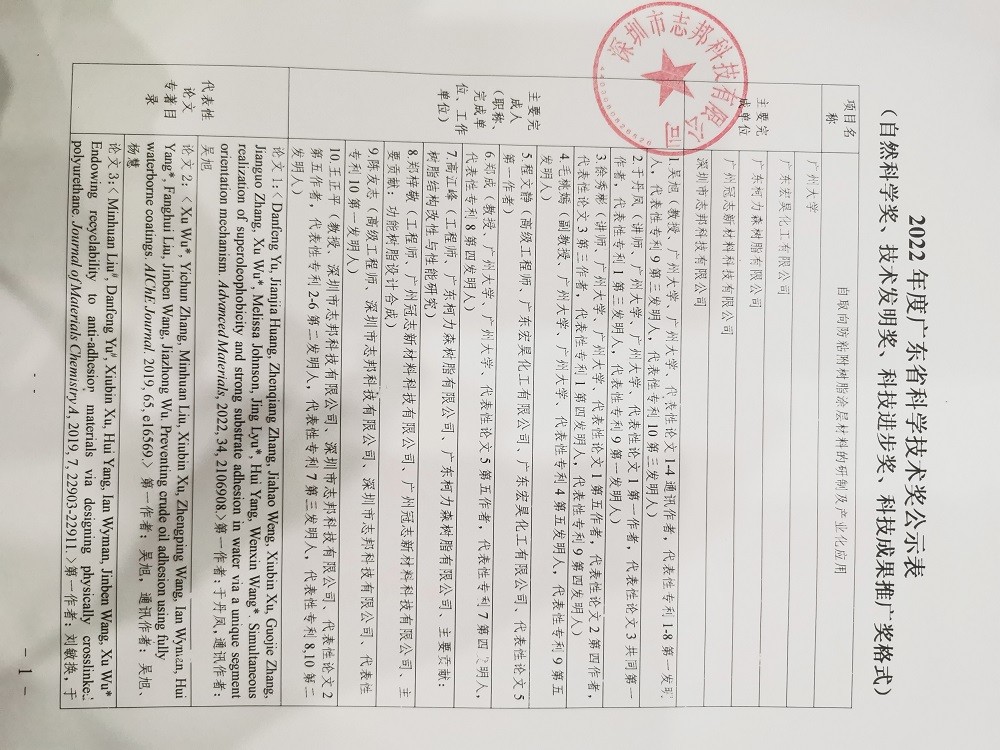 2022 年度广东省科学技术奖公示表
（自然科学奖、技术发明奖、科技进步奖、科技成果推广奖格式）
项目名
称
自取向防粘附树脂涂层材料的研制及产业化应用
主要完
成单位
广州大学
广东宏昊化工有限公司
广东柯力森树脂有限公司
广州冠志新材料科技有限公司
深圳市志邦科技有限公司
主要完
成人
（职称、
完成单
位、工作
单位）
1.吴旭（教授、广州大学、广州大学、代表性论文 1-4 通讯作者，代表性专利 1-8 第一发明
人，代表性专利 9 第三发明人，代表性专利 10 第三发明人）
2.于丹凤（讲师、广州大学、广州大学、代表性论文 1 第一作者，代表性论文 3 共同第一
作者，代表性专利 1 第三发明人，代表性专利 9 第一发明人）
3.徐秀彬（讲师、广州大学、广州大学、代表性论文 1 第五作者，代表性论文 2 第四作者，
代表性论文 3 第三作者，代表性专利 1 第四发明人，代表性专利 9 第四发明人）
4.毛桃嫣（副教授、广州大学、广州大学、代表性专利 4 第五发明人，代表性专利 9 第五
发明人）
5.程文静（高级工程师、广东宏昊化工有限公司、广东宏昊化工有限公司、代表性论文 5
第一作者）
6.郑成（教授、广州大学、广州大学、代表性论文 5 第五作者，代表性专利 7 第四发明人，
代表性专利 8 第四发明人）
7.高江峰（工程师、广东柯力森树脂有限公司、广东柯力森树脂有限公司、主要贡献：
树脂结构改性与性能研究）
8.郑梓敏（工程师、广州冠志新材料科技有限公司、广州冠志新材料科技有限公司、主
要贡献：功能树脂设计合成）
9.陈友志（高级工程师、深圳市志邦科技有限公司、深圳市志邦科技有限公司、代表性
专利 10 第一发明人）
10.王正平（教授、深圳市志邦科技有限公司、深圳市志邦科技有限公司、代表性论文 2
第五作者，代表性专利 2-6 第二发明人，代表性专利 7 第三发明人，代表性专利 8,10 第二
发明人）
代表性
论文
专著目
录
论文 1：〈Danfeng Yu, Jianjia Huang, Zhenqiang Zhang, Jiahao Weng, Xiubin Xu, Guojie Zhang,
Jianguo Zhang, Xu Wu*, Melissa Johnson, Jing Lyu*, Hui Yang, Wenxin Wang*. Simultaneous
realization of superoleophobicity and strong substrate adhesion in water via a unique segment
orientation mechanism. Advanced Materials, 2022, 34, 2106908.〉第一作者：于丹凤，通讯作者：
吴旭
论文 2：〈Xu Wu*, Yichun Zhang, Minhuan Liu, Xiubin Xu, Zhengping Wang, Ian Wyman, Hui
Yang*, Fanghui Liu, Jinben Wang, Jiazhong Wu. Preventing crude oil adhesion using fully
waterborne coatings. AIChE Journal. 2019, 65, e16569.〉第一作者：吴旭，通讯作者：吴旭、
杨慧
论文 3：〈Minhuan Liu#, Danfeng Yu#, Xiubin Xu, Hui Yang, Ian Wyman, Jinben Wang, Xu Wu*
Endowing recyclability to anti-adhesion materials via designing physically crosslinked
polyurethane. Journal of Materials Chemistry A, 2019, 7, 22903-22911.〉第一作者：刘敏换，于
- 1 -
深圳市志邦科技有限公司